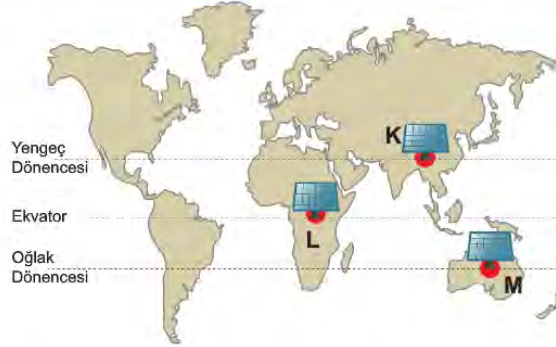 K
Yengeç
Dönencesi
Ekvator
L
Oğlak
Dönencesi
M